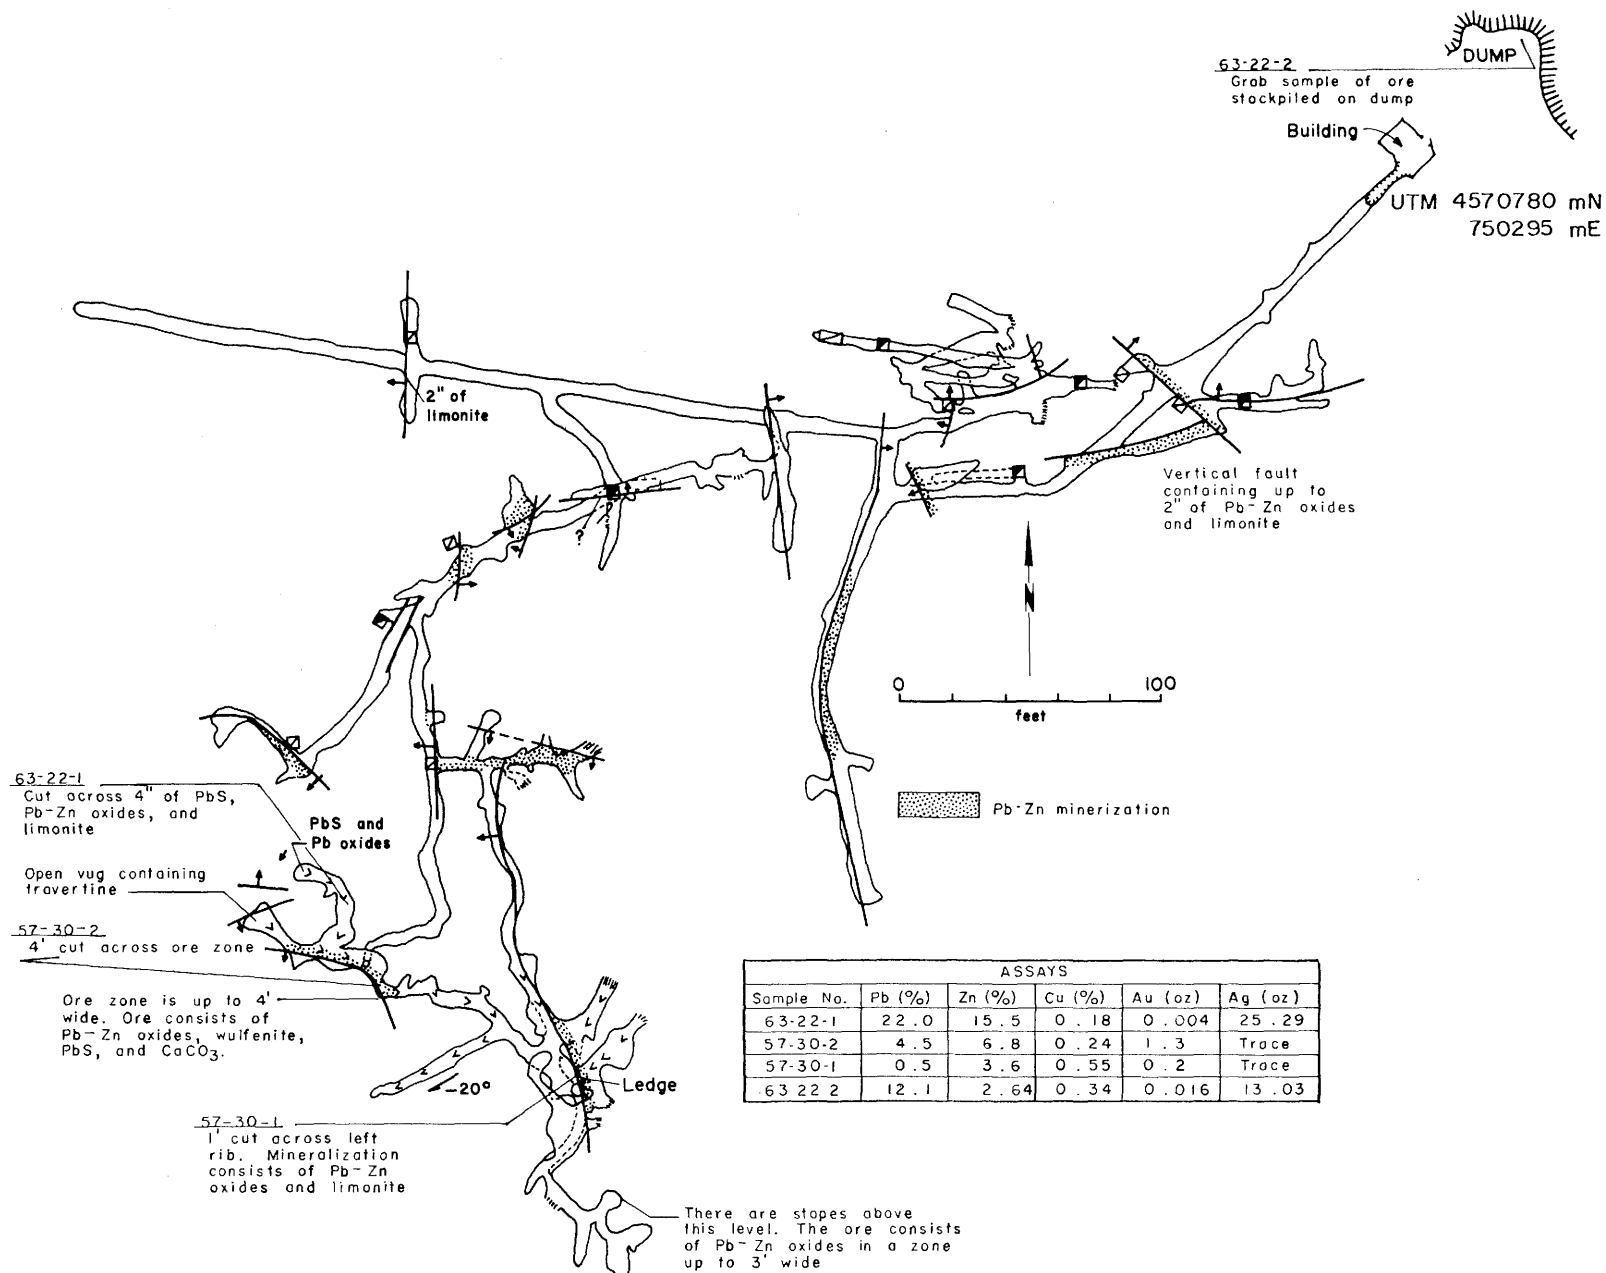 DUMP
63-22-2
Grab sample of ore
stockpiled on dump
Building
UTM 4570780 mN
750295 mE
2" of
limonite
?
Vertical fault
containing up to
2" of Pb-Zn oxides
and limonite
N
0 100
feet
Pb-Zn minerization
63-22-1
Cut across 4" of PbS,
Pb-Zn oxides, and
limonite
PbS and
Pb oxides
Open vug containing
travertine
57-30-2
4' cut across ore zone
Ore zone is up to 4'
wide. Ore consists of
Pb-Zn oxides, wulfenite,
PbS, and CaCO3.
20°
Ledge
57-30-1
1' cut across left
rib. Mineralization
consists of Pb-Zn
oxides and limonite
There are stopes above
this level. The ore consists
of Pb-Zn oxides in a zone
up to 3' wide
ASSAYS
Sample No. Pb (%) Zn (%) Cu (%) Au (oz) Ag (oz)
63-22-1 22.0 15.5 0.18 0.004 25.29
57-30-2 4.5 6.8 0.24 1.3 Trace
57-30-1 0.5 3.6 0.55 0.2 Trace
63 22 2 12.1 2.64 0.34 0.016 13.03